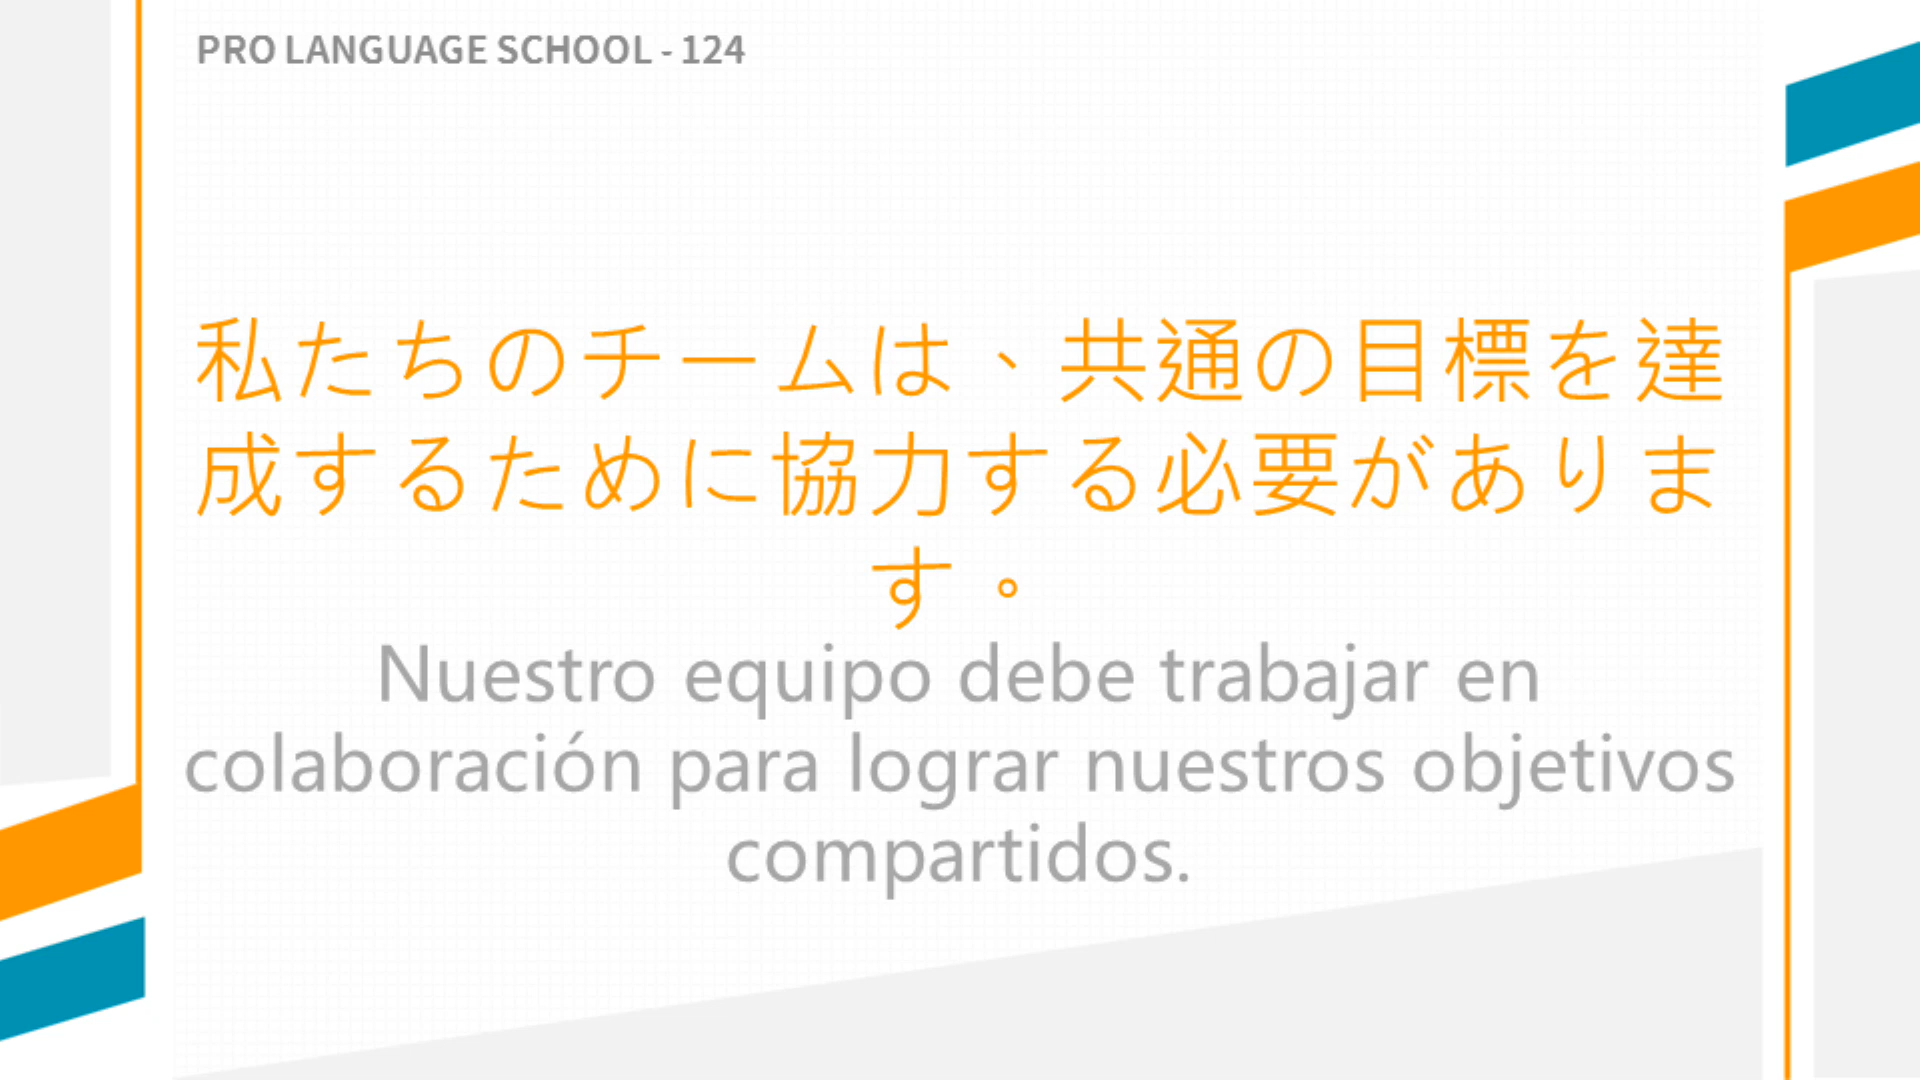 PRO LANGUAGE SCHOOL - 124
私たちのチームは、共通の目標を達
成するために協力する必要がありま
す。
Nuestro equipo debe trabajar en
colaboración para lograr nuestros objetivos
compartidos.